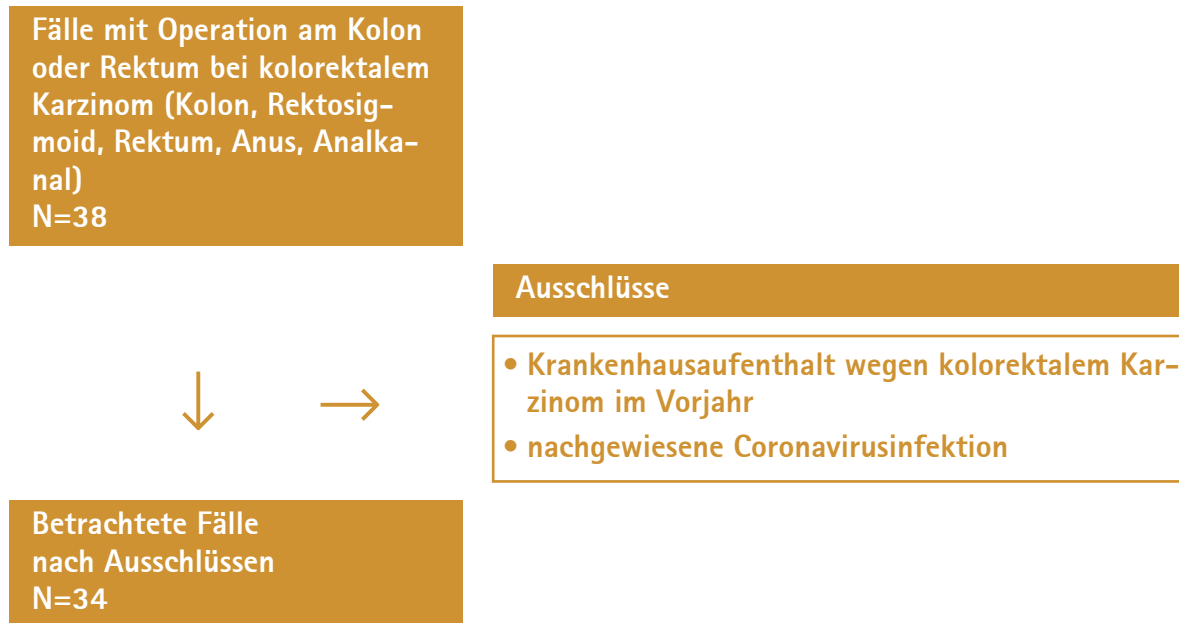 Fälle mit Operation am Kolon
oder Rektum bei kolorektalem
Karzinom (Kolon, Rektosig-
moid, Rektum, Anus, Analka-
nal)
N=38
Ausschlüsse
• Krankenhausaufenthalt wegen kolorektalem Kar-
zinom im Vorjahr
• nachgewiesene Coronavirusinfektion
Betrachtete Fälle
nach Ausschlüssen
N=34